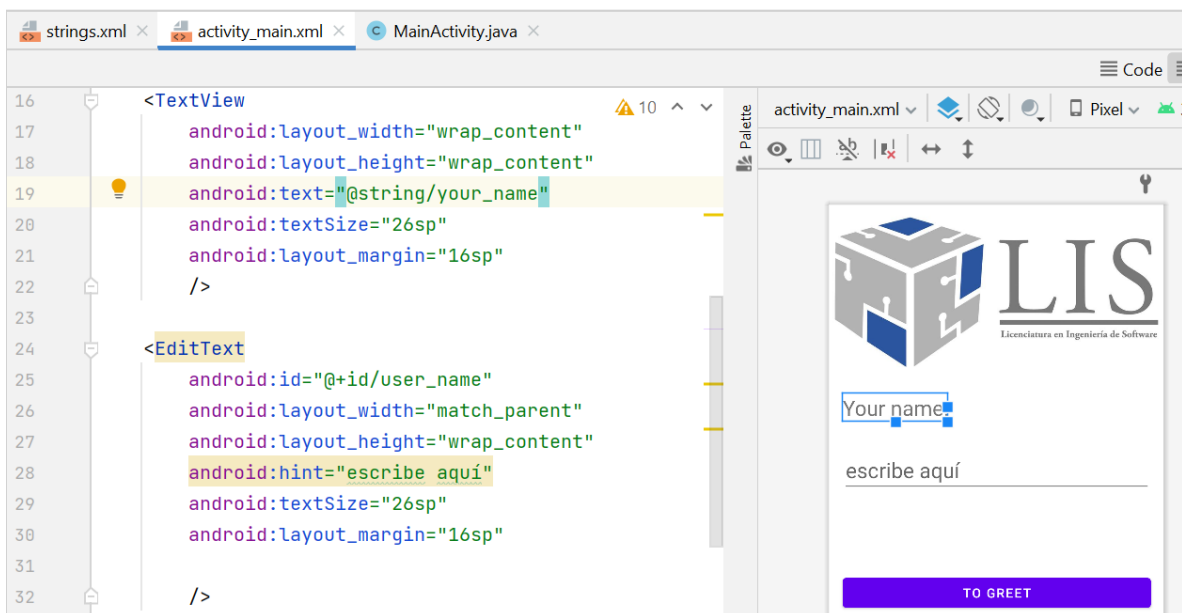 strings.xml activity_main.xml MainActivity.java
Code
16 <TextView 10
17 android:layout_width="wrap_content"
18 android:layout_height="wrap_content"
19 android:text="@string/your_name"
20 android:textSize="26sp"
21 android:layout_margin="16sp"
22 />
23
24 <EditText
25 android:id="@+id/user_name"
26 android:layout_width="match_parent"
27 android:layout_height="wrap_content"
28 android:hint="escribe aquí"
29 android:textSize="26sp"
30 android:layout_margin="16sp"
31
32 />
Palette
activity_main.xml Pixel
LIS
Licenciatura en Ingeniería de Software
Your name:
escribe aquí
TO GREET